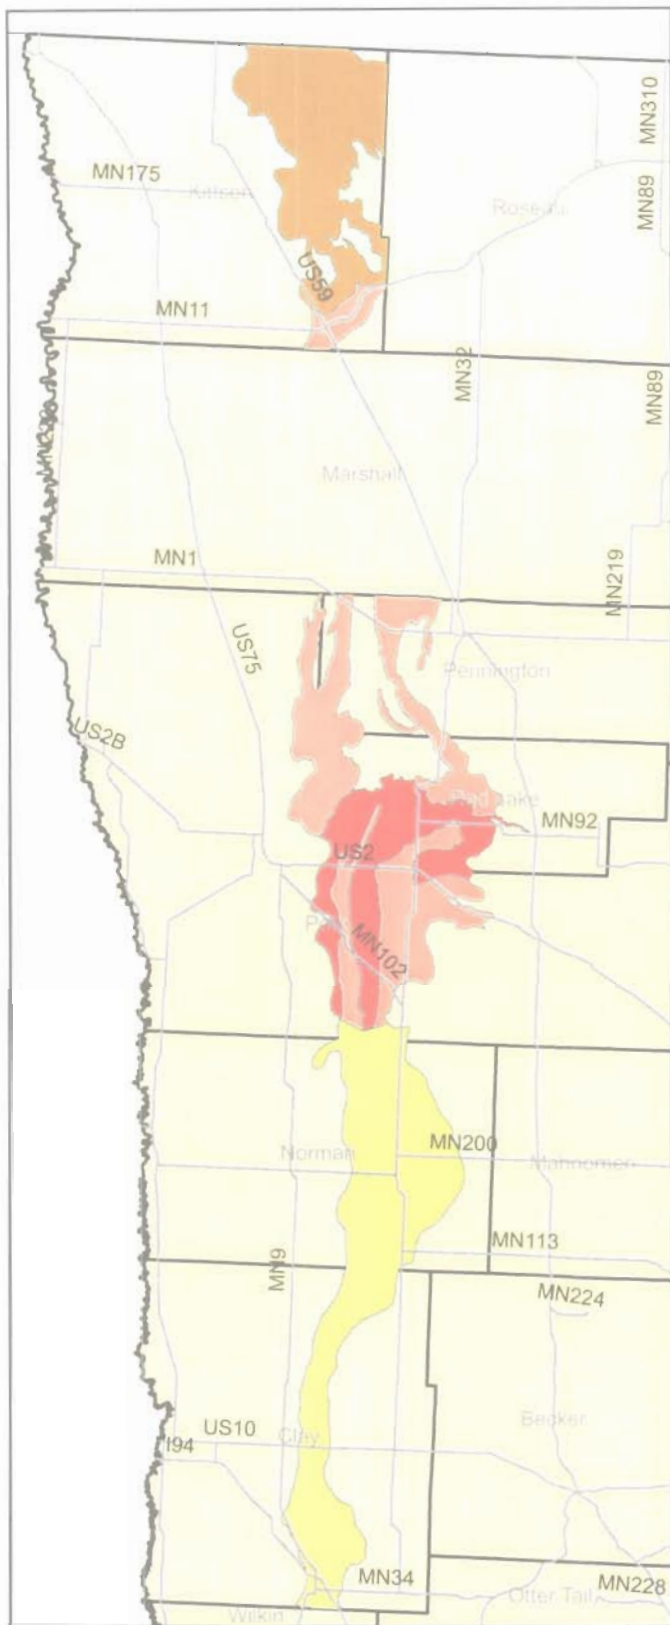 MN310
MN175
Kittson
MN89
Roseau
US59
MN11
MN32
MN89
Marshall
MN1
MN219
US75
Pennington
US2B
Red Lake
MN92
US2
Polk
MN102
MN200
Norman
Mahnomen
MN113
MN9
MN224
Becker
US10
Clay
I94
MN34
MN228
Otter Tail
Wilkin